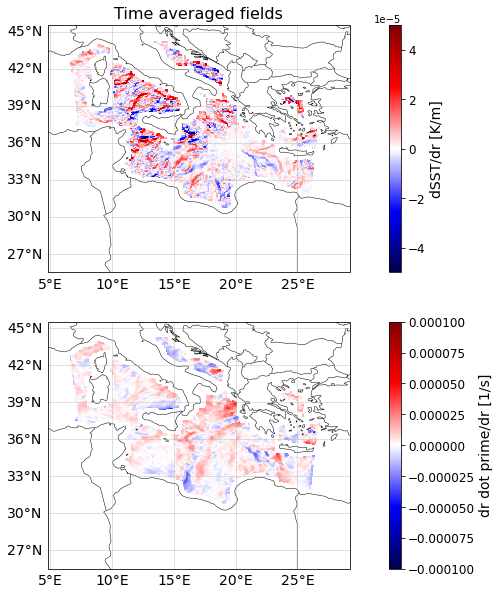 Time averaged fields
1e−5
45°N
42°N
39°N
36°N
33°N
30°N
27°N
5°E 10°E 15°E 20°E 25°E
4
2
0
−2
−4
dSST/dr [K/m]
45°N
42°N
39°N
36°N
33°N
30°N
27°N
5°E 10°E 15°E 20°E 25°E
0.000100
0.000075
0.000050
0.000025
0.000000
−0.000025
−0.000050
−0.000075
−0.000100
dr dot prime/dr [1/s]